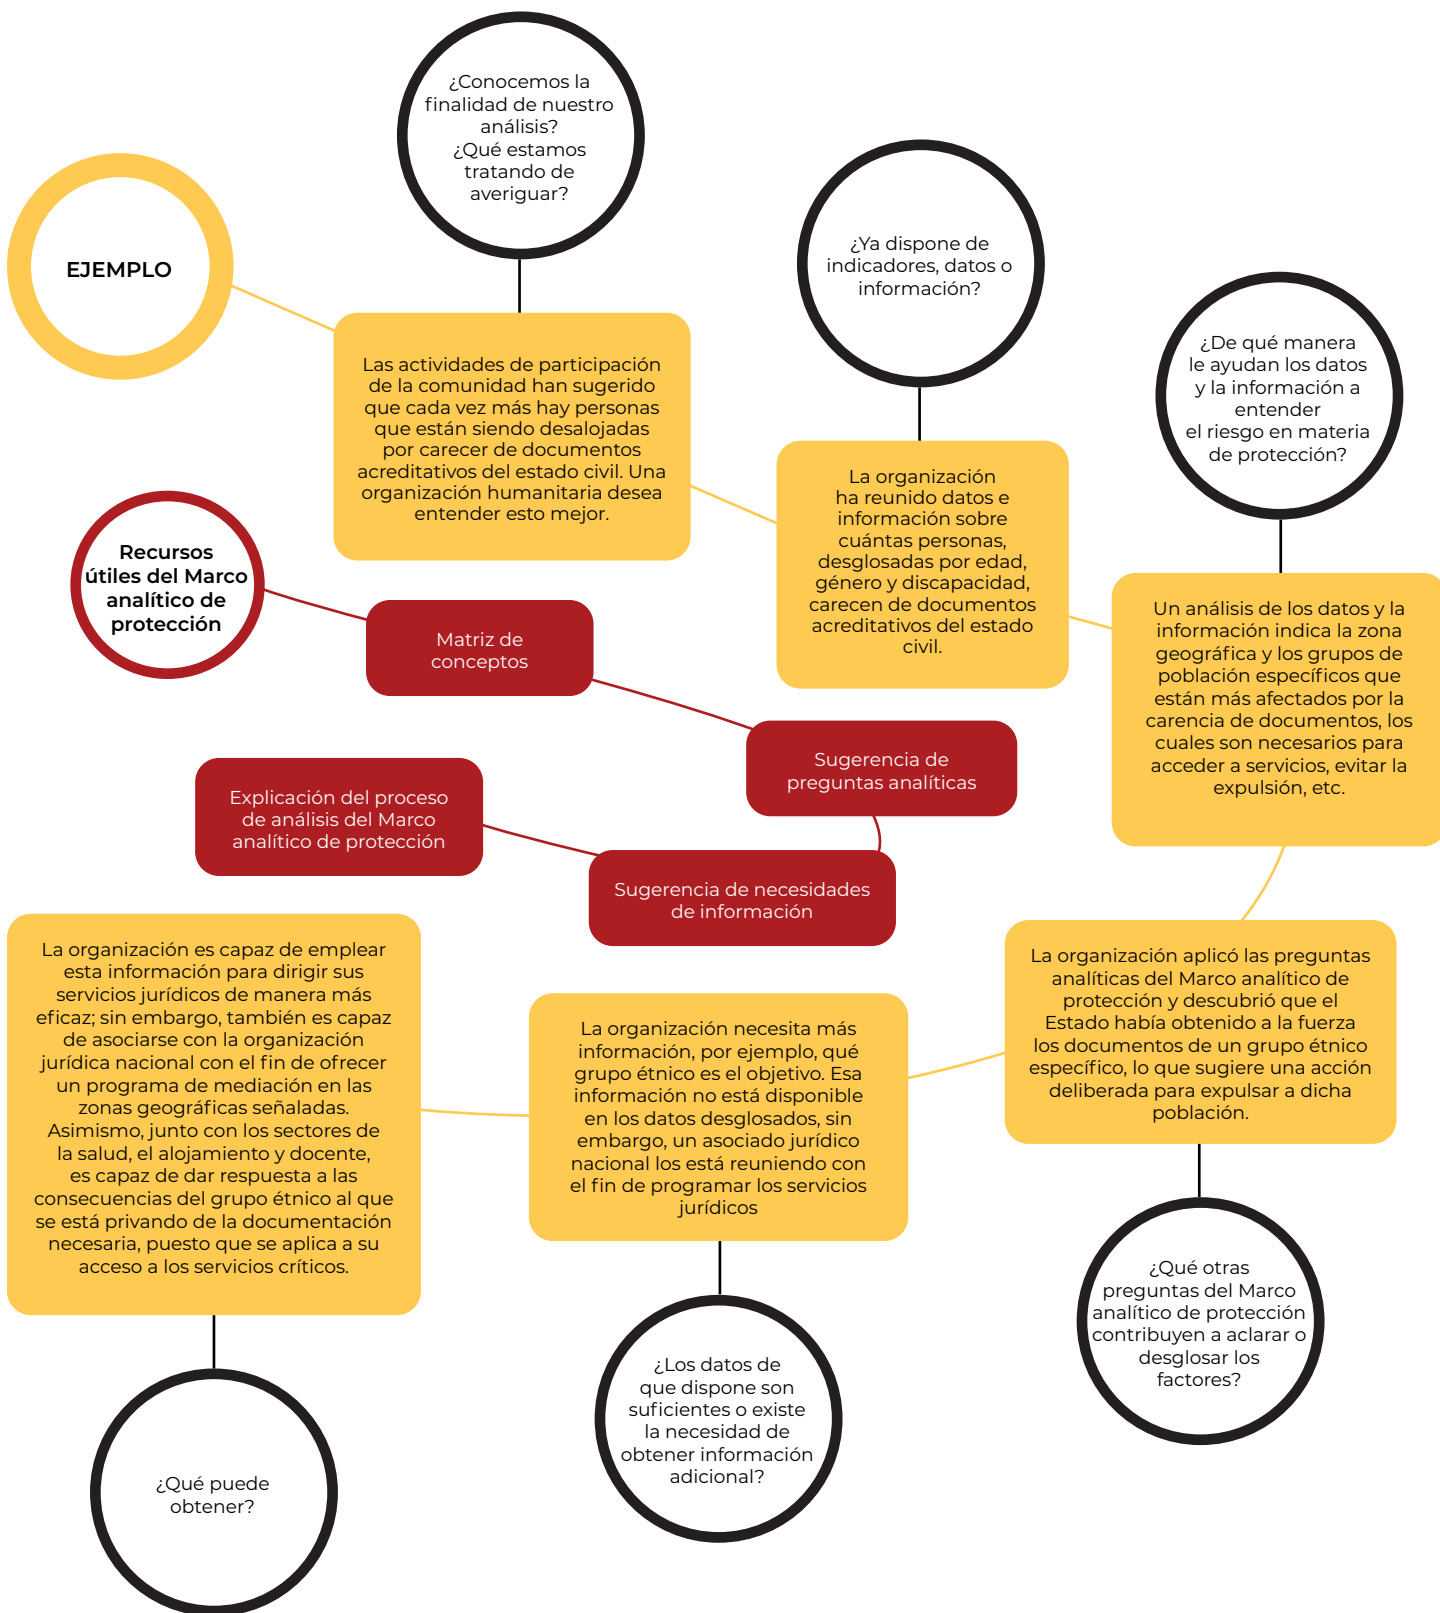 ¿Conocemos la
finalidad de nuestro
análisis?
¿Qué estamos
tratando de
averiguar?
EJEMPLO
¿Ya dispone de
indicadores, datos o
información?
¿De qué manera
le ayudan los datos
y la información a
entender
el riesgo en materia
de protección?
Las actividades de participación
de la comunidad han sugerido
que cada vez más hay personas
que están siendo desalojadas
por carecer de documentos
acreditativos del estado civil. Una
organización humanitaria desea
entender esto mejor.
La organización
ha reunido datos e
información sobre
cuántas personas,
desglosadas por edad,
género y discapacidad,
carecen de documentos
acreditativos del estado
civil.
Un análisis de los datos y la
información indica la zona
geográfica y los grupos de
población específicos que
están más afectados por la
carencia de documentos, los
cuales son necesarios para
acceder a servicios, evitar la
expulsión, etc.
Recursos
útiles del Marco
analítico de
protección
Matriz de
conceptos
Sugerencia de
preguntas analíticas
Explicación del proceso
de análisis del Marco
analítico de protección
Sugerencia de necesidades
de información
La organización aplicó las preguntas
analíticas del Marco analítico de
protección y descubrió que el
Estado había obtenido a la fuerza
los documentos de un grupo étnico
específico, lo que sugiere una acción
deliberada para expulsar a dicha
población.
La organización necesita más
información, por ejemplo, qué
grupo étnico es el objetivo. Esa
información no está disponible
en los datos desglosados, sin
embargo, un asociado jurídico
nacional los está reuniendo con
el fin de programar los servicios
jurídicos
La organización es capaz de emplear
esta información para dirigir sus
servicios jurídicos de manera más
eficaz; sin embargo, también es capaz
de asociarse con la organización
jurídica nacional con el fin de ofrecer
un programa de mediación en las
zonas geográficas señaladas.
Asimismo, junto con los sectores de
la salud, el alojamiento y docente,
es capaz de dar respuesta a las
consecuencias del grupo étnico al que
se está privando de la documentación
necesaria, puesto que se aplica a su
acceso a los servicios críticos.
¿Qué otras
preguntas del Marco
analítico de protección
contribuyen a aclarar o
desglosar los
factores?
¿Los datos de
que dispone son
suficientes o existe
la necesidad de
obtener información
adicional?
¿Qué puede
obtener?